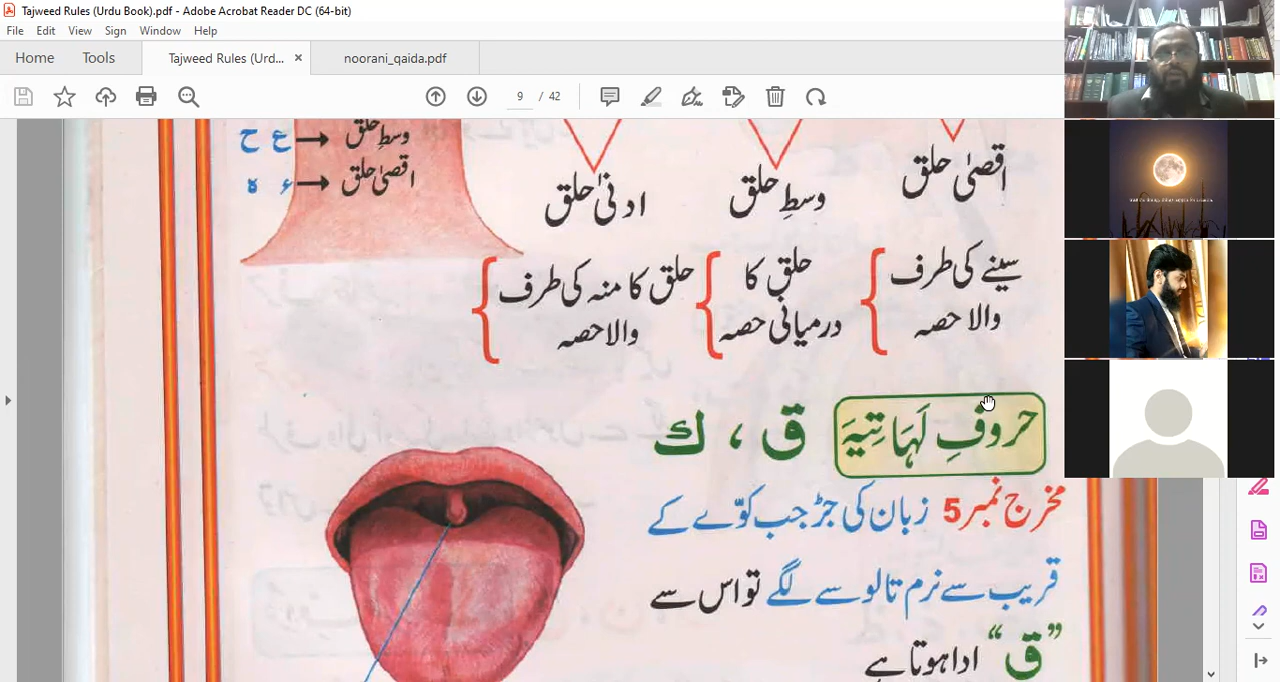 Tajweed Rules (Urdu Book).pdf - Adobe Acrobat Reader DC (64-bit)
File Edit View Sign Window Help
Home Tools Tajweed Rules (Urd... × noorani_qaida.pdf
9 / 42
وسطِ حلق ← ع ح
اقصیٰ حلق ← ء ہ
اقصیٰ حلق
وسطِ حلق
ادنیٰ حلق
سینے کی طرف
والا حصہ
حلق کا
درمیانی حصہ
حلق کا منہ کی طرف
والا حصہ
حروفِ لَہَاتِیَہ ق ، ك
مخرج نمبر 5 زبان کی جڑ جب کوّے کے
قریب سے نرم تالو سے لگے تو اس سے
”ق“ ادا ہوتا ہے